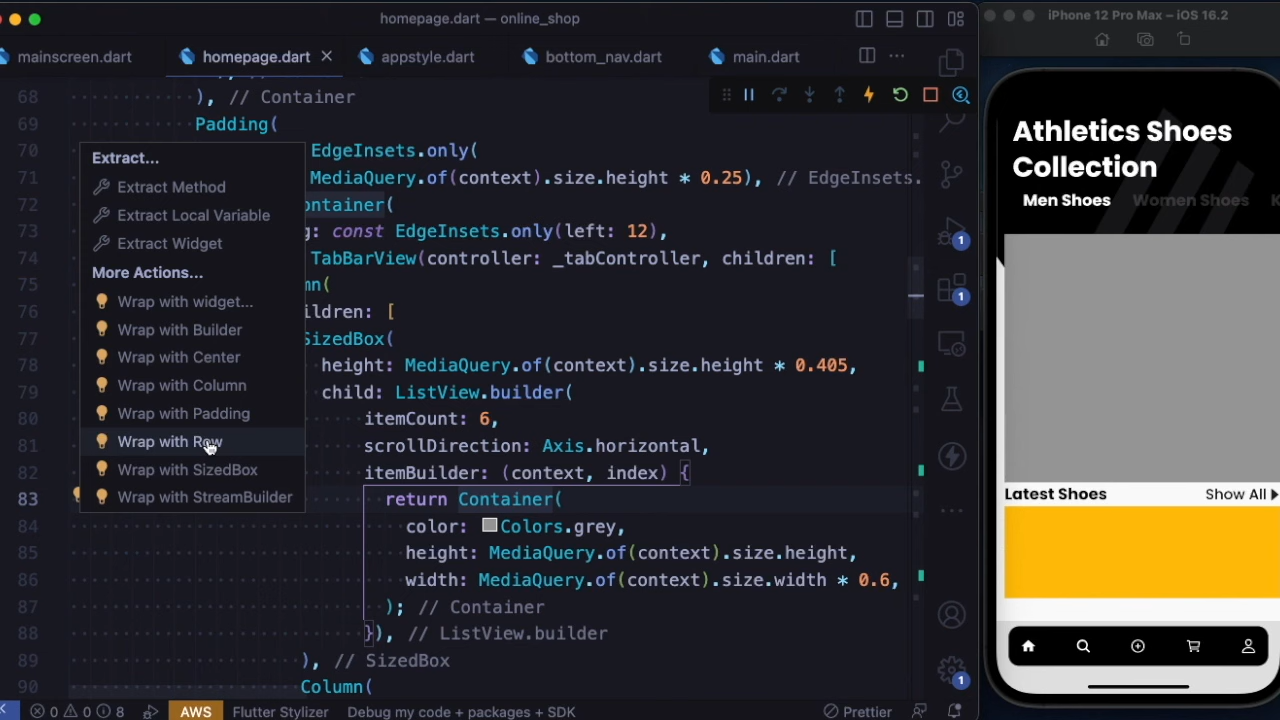 homepage.dart — online_shop
mainscreen.dart
homepage.dart
appstyle.dart
bottom_nav.dart
main.dart
68 ), // Container
69 Padding(
70 EdgeInsets.only(
71 MediaQuery.of(context).size.height * 0.25), // EdgeInsets.
72 ontainer(
73 g: const EdgeInsets.only(left: 12),
74 TabBarView(controller: _tabController, children: [
75 n(
76 ildren: [
77 SizedBox(
78 height: MediaQuery.of(context).size.height * 0.405,
79 child: ListView.builder(
80 itemCount: 6,
81 scrollDirection: Axis.horizontal,
82 itemBuilder: (context, index) {
83 return Container(
84 color: Colors.grey,
85 height: MediaQuery.of(context).size.height,
86 width: MediaQuery.of(context).size.width * 0.6,
87 ); // Container
88 }), // ListView.builder
89 ), // SizedBox
90 Column(
Extract...
Extract Method
Extract Local Variable
Extract Widget
More Actions...
Wrap with widget...
Wrap with Builder
Wrap with Center
Wrap with Column
Wrap with Padding
Wrap with Row
Wrap with SizedBox
Wrap with StreamBuilder
1
1
1
0 0 8 AWS Flutter Stylizer Debug my code + packages + SDK Prettier
iPhone 12 Pro Max – iOS 16.2
Athletics Shoes
Collection
Men Shoes Women Shoes K
Latest Shoes Show All